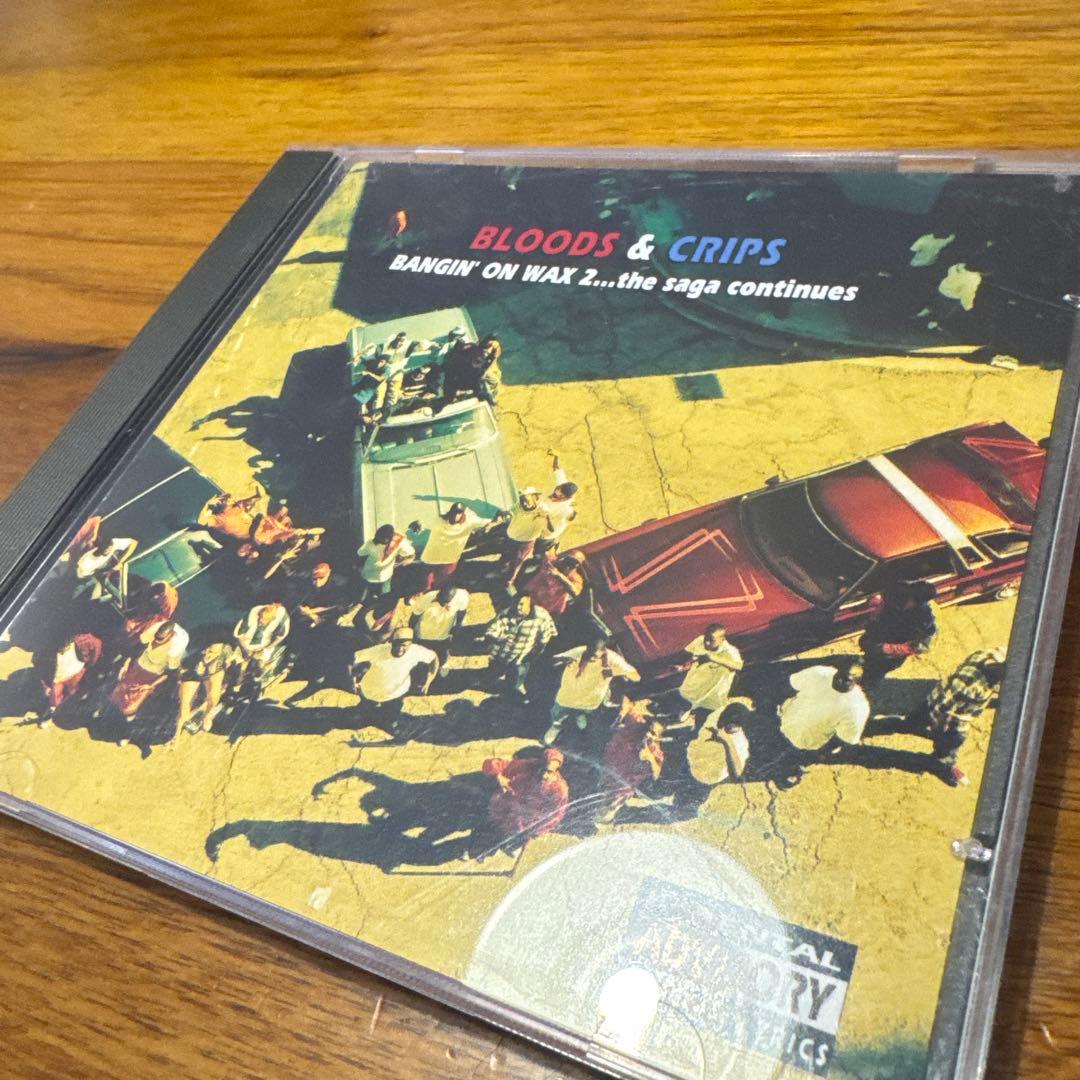 BLOODS & CRIPS
BANGIN' ON WAX 2...the saga continues